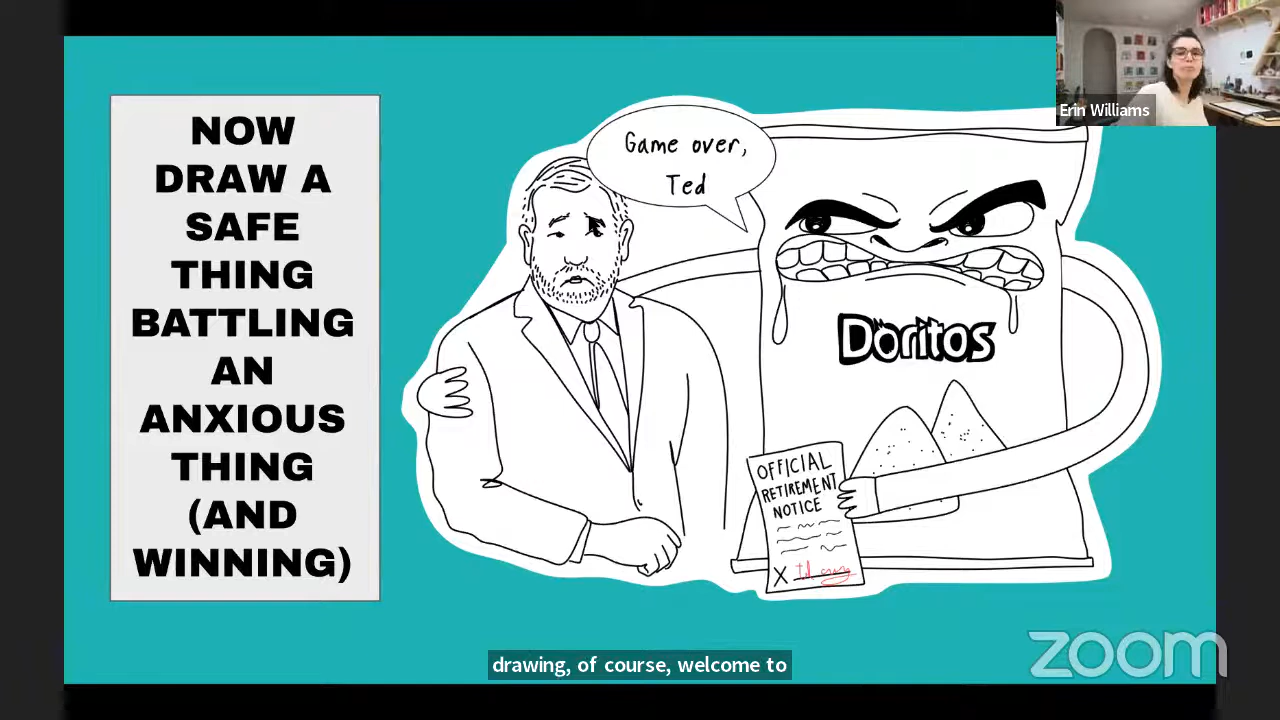 NOW
DRAW A
SAFE
THING
BATTLING
AN
ANXIOUS
THING
(AND
WINNING)
Game over,
Ted
Doritos
OFFICIAL
RETIREMENT
NOTICE
X
Erin Williams
drawing, of course, welcome to
zoom